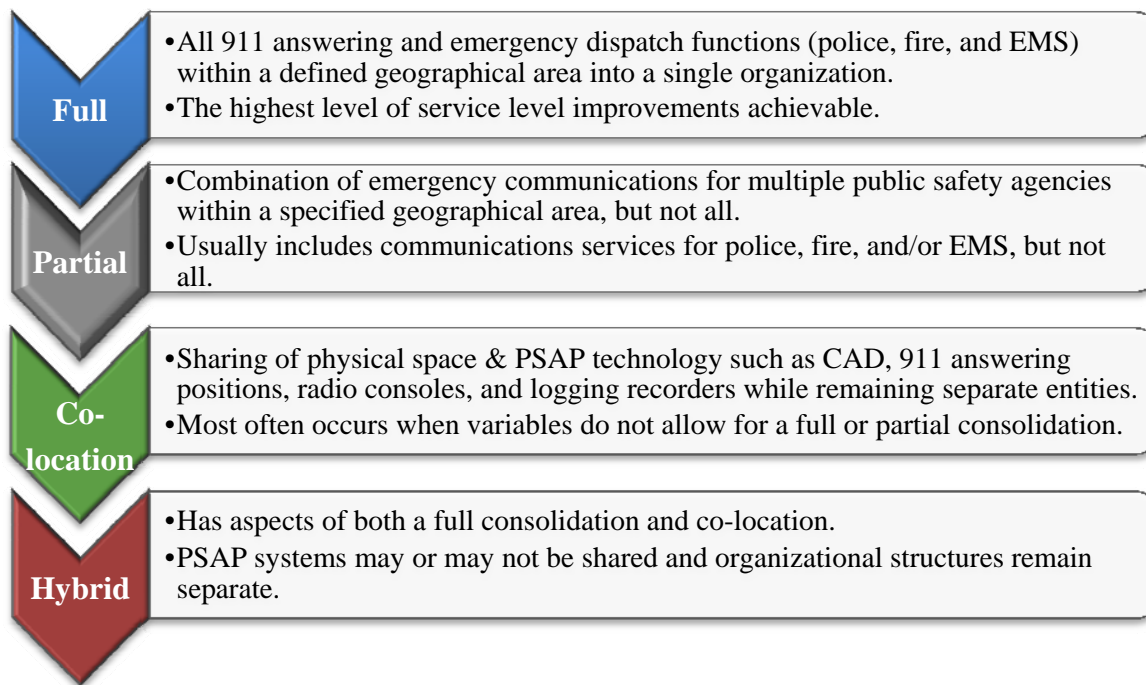 Full
•All 911 answering and emergency dispatch functions (police, fire, and EMS)
within a defined geographical area into a single organization.
•The highest level of service level improvements achievable.
Partial
•Combination of emergency communications for multiple public safety agencies
within a specified geographical area, but not all.
•Usually includes communications services for police, fire, and/or EMS, but not
all.
Co-
location
•Sharing of physical space & PSAP technology such as CAD, 911 answering
positions, radio consoles, and logging recorders while remaining separate entities.
•Most often occurs when variables do not allow for a full or partial consolidation.
Hybrid
•Has aspects of both a full consolidation and co-location.
•PSAP systems may or may not be shared and organizational structures remain
separate.